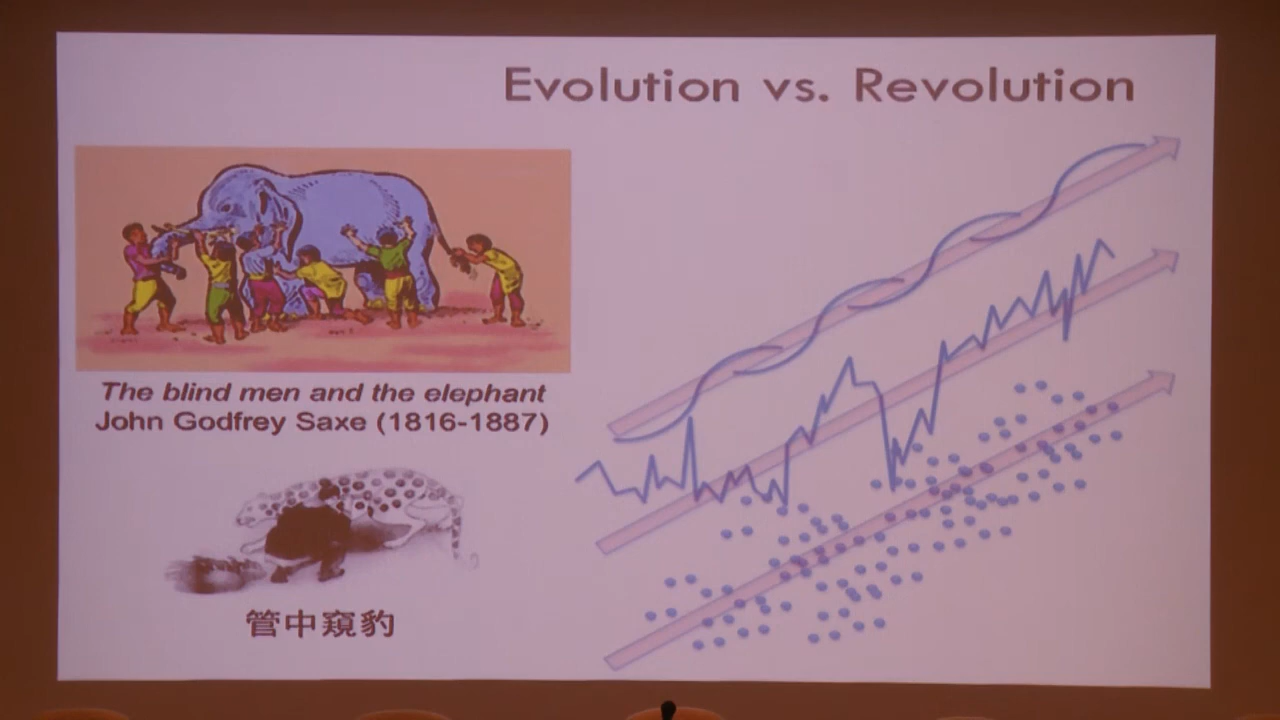 Evolution vs. Revolution
The blind men and the elephant
John Godfrey Saxe (1816-1887)
管中窺豹